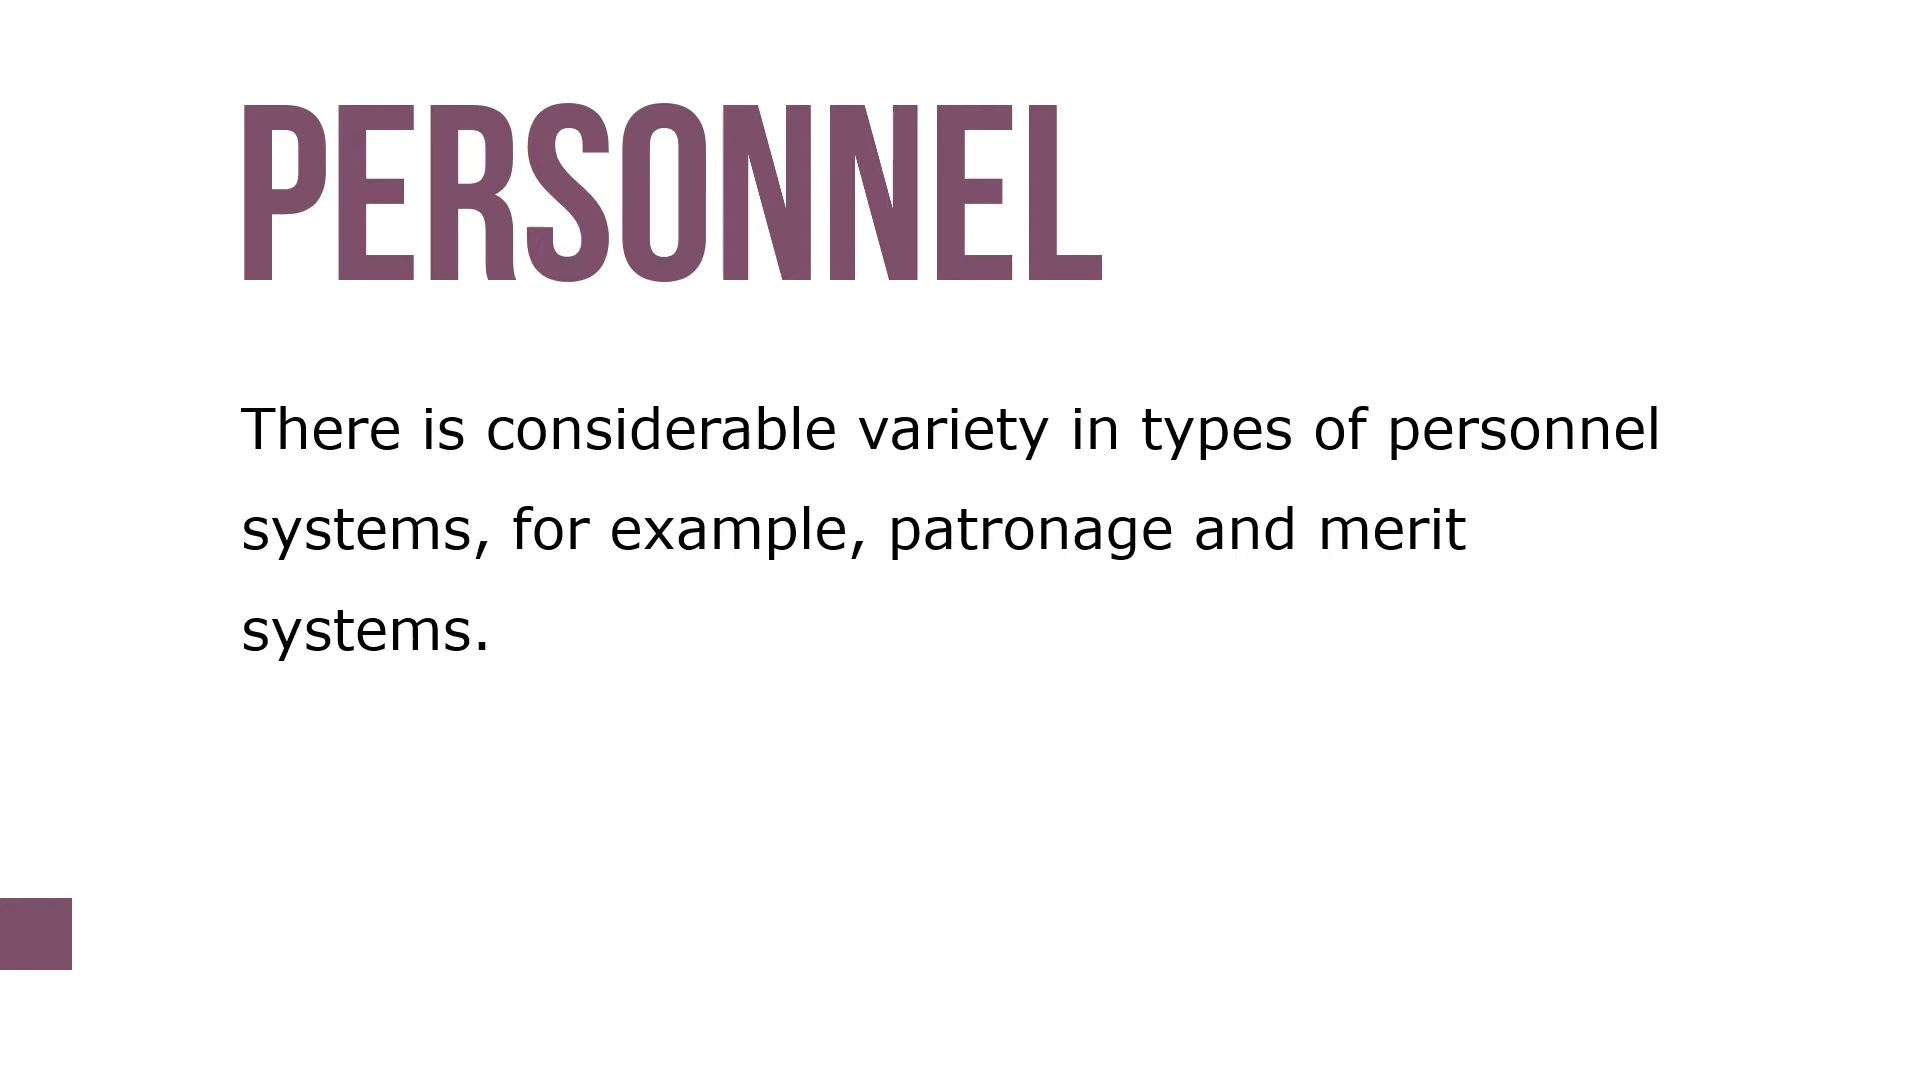 PERSONNEL
There is considerable variety in types of personnel
systems, for example, patronage and merit
systems.